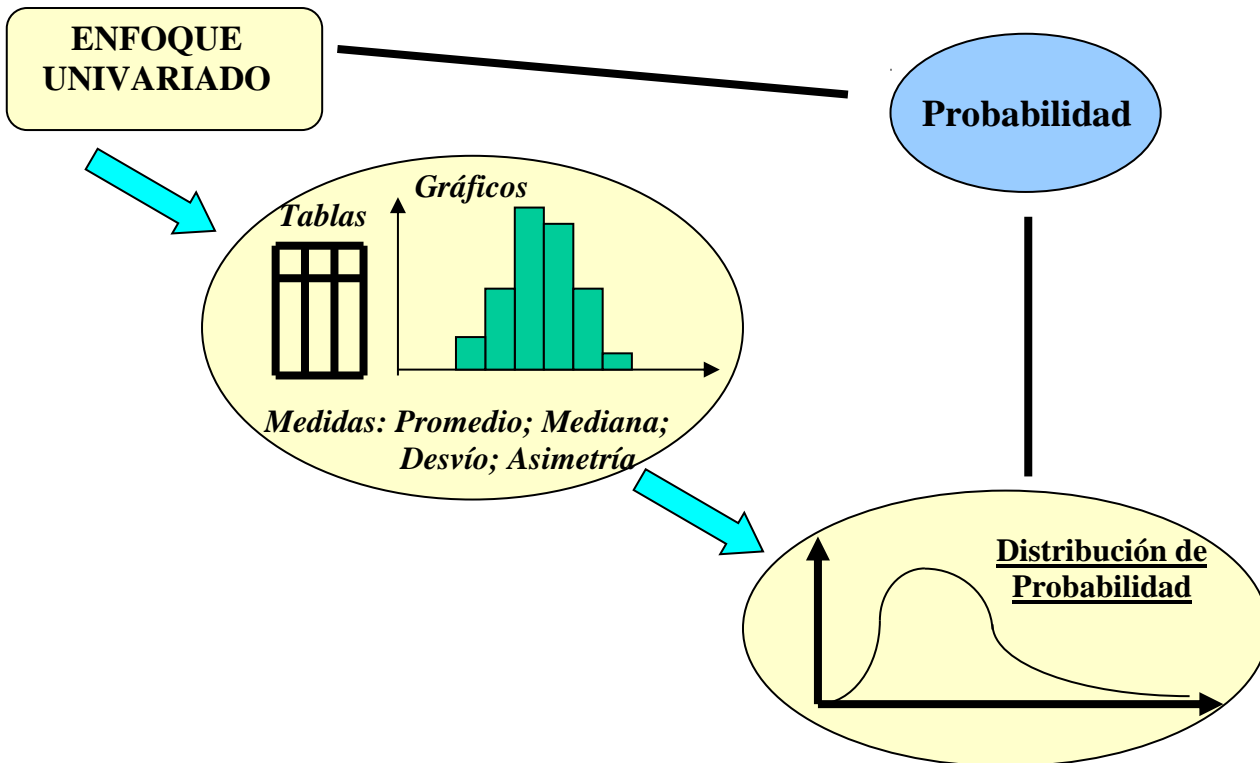 ENFOQUE
UNIVARIADO
Probabilidad
Gráficos
Tablas
Medidas: Promedio; Mediana;
Desvío; Asimetría
Distribución de
Probabilidad